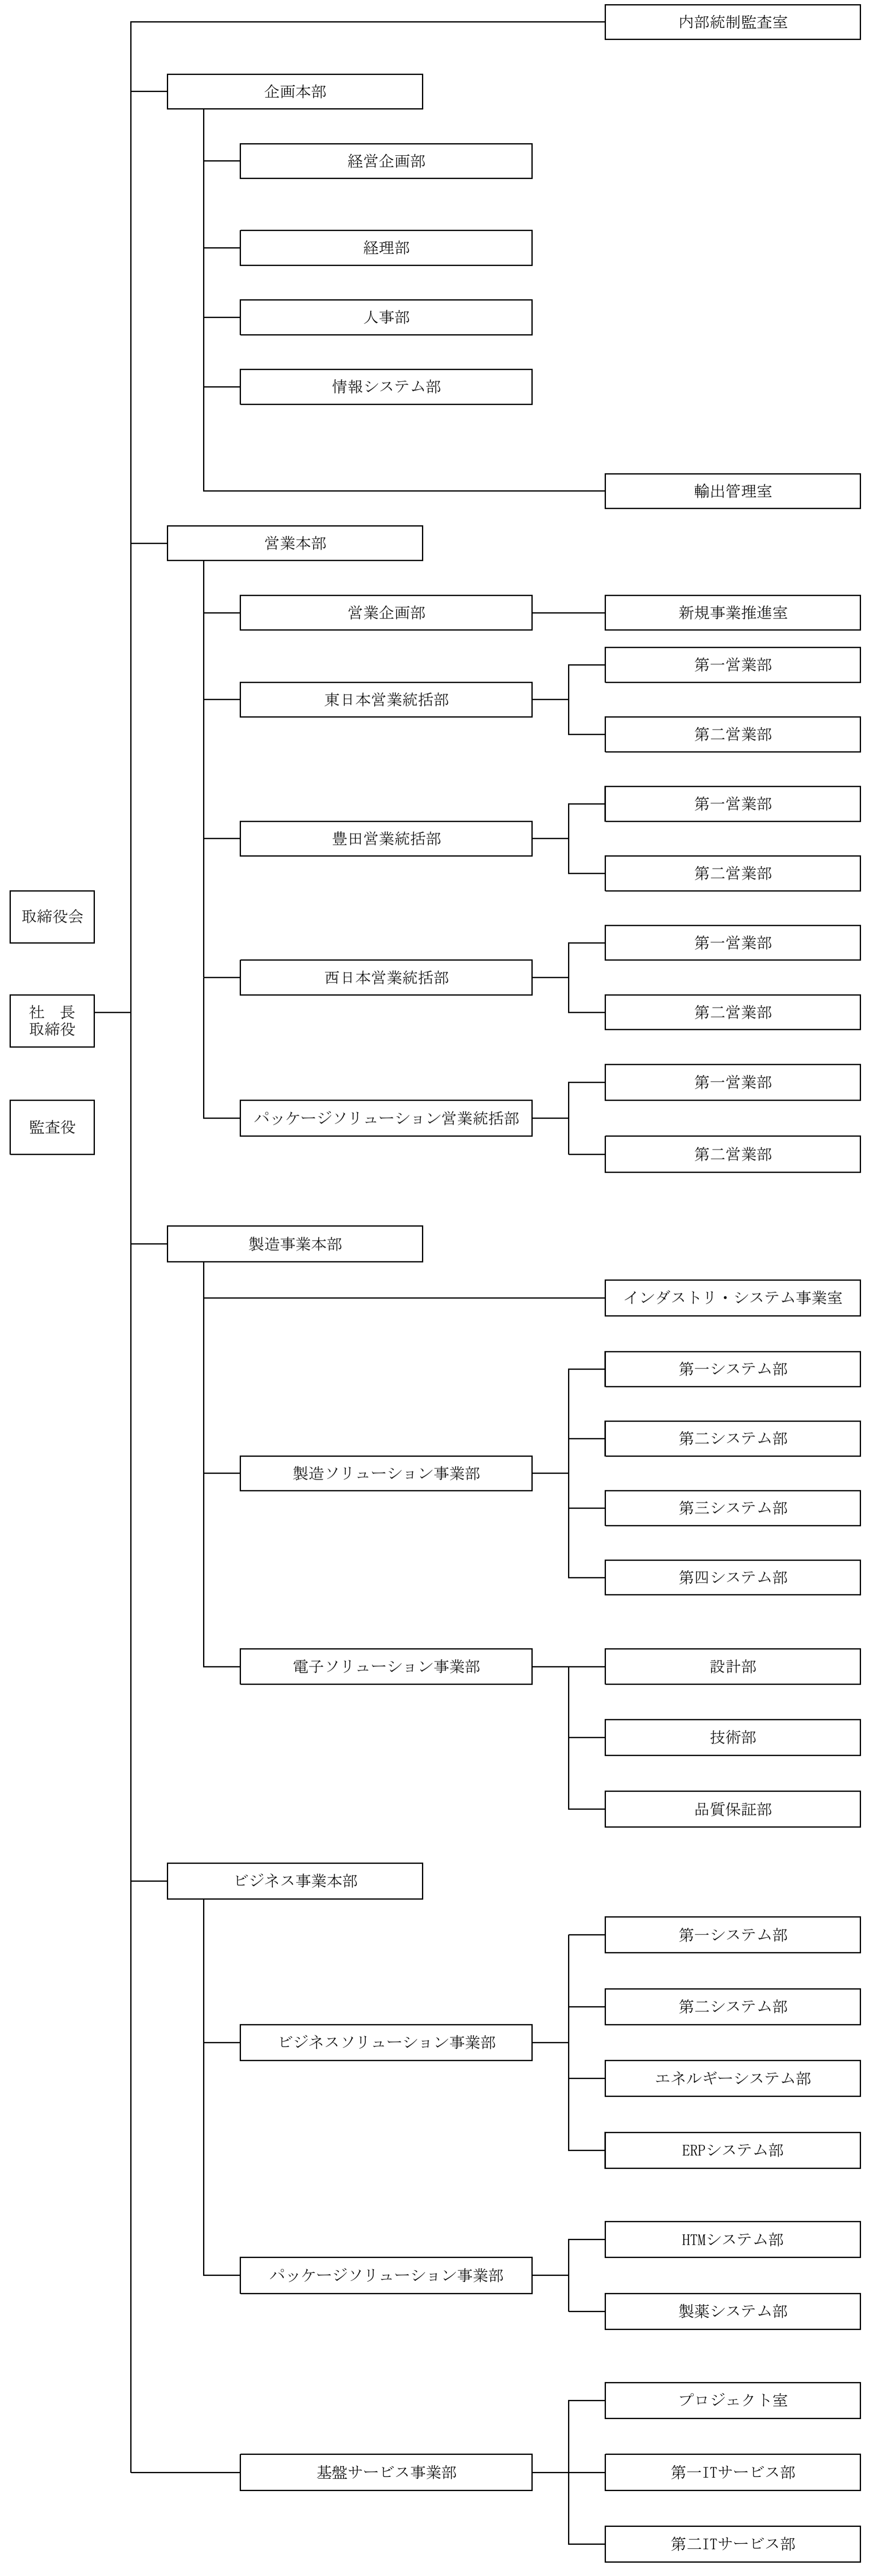 内部統制監査室
企画本部
経営企画部
経理部
人事部
情報システム部
輸出管理室
営業本部
営業企画部
新規事業推進室
東日本営業統括部
第一営業部
第二営業部
豊田営業統括部
第一営業部
第二営業部
取締役会
社　長
取締役
監査役
西日本営業統括部
第一営業部
第二営業部
パッケージソリューション営業統括部
第一営業部
第二営業部
製造事業本部
インダストリ・システム事業室
製造ソリューション事業部
第一システム部
第二システム部
第三システム部
第四システム部
電子ソリューション事業部
設計部
技術部
品質保証部
ビジネス事業本部
ビジネスソリューション事業部
第一システム部
第二システム部
エネルギーシステム部
ERPシステム部
パッケージソリューション事業部
HTMシステム部
製薬システム部
基盤サービス事業部
プロジェクト室
第一ITサービス部
第二ITサービス部